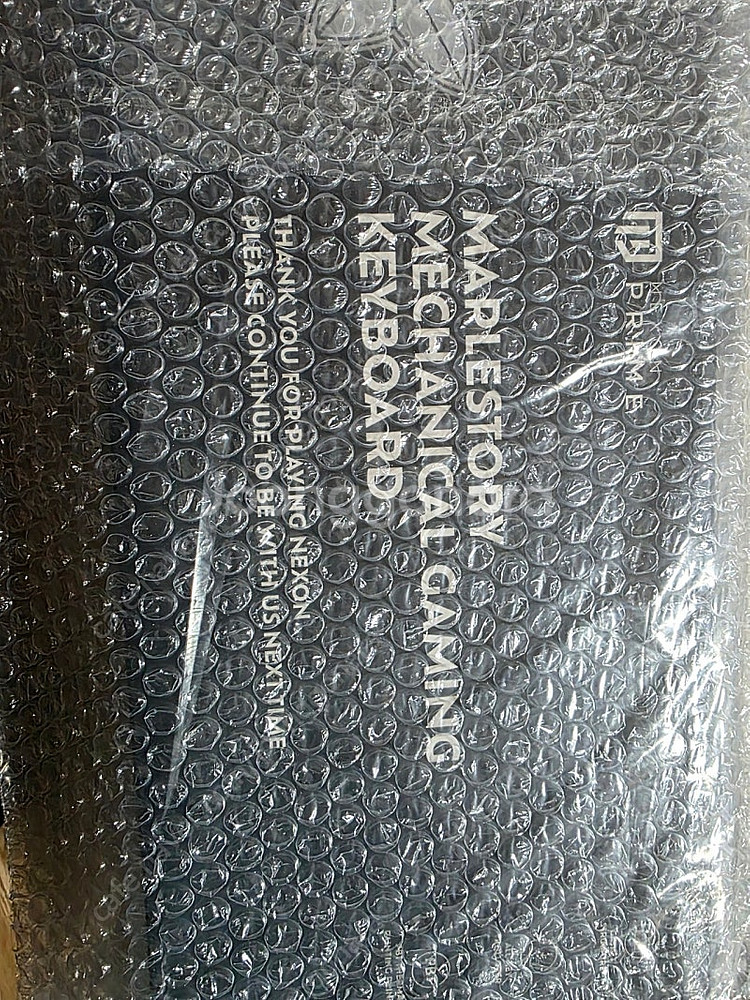 PRIME
MAPLESTORY
MECHANICAL GAMING
KEYBOARD
THANK YOU FOR PLAYING NEXON.
PLEASE CONTINUE TO BE WITH US NEXT TIME